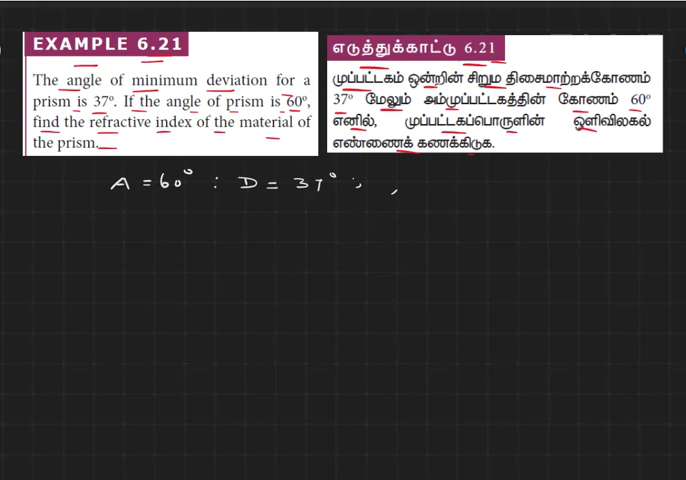 EXAMPLE 6.21
The angle of minimum deviation for a
prism is 37°. If the angle of prism is 60°,
find the refractive index of the material of
the prism.
எடுத்துக்காட்டு 6.21
முப்பட்டகம் ஒன்றின் சிறும திசைமாற்றக்கோணம்
37° மேலும் அம்முப்பட்டகத்தின் கோணம் 60°
எனில், முப்பட்டகப்பொருளின் ஒளிவிலகல்
எண்ணைக் கணக்கிடுக.
A = 60° : D = 37° ; ,